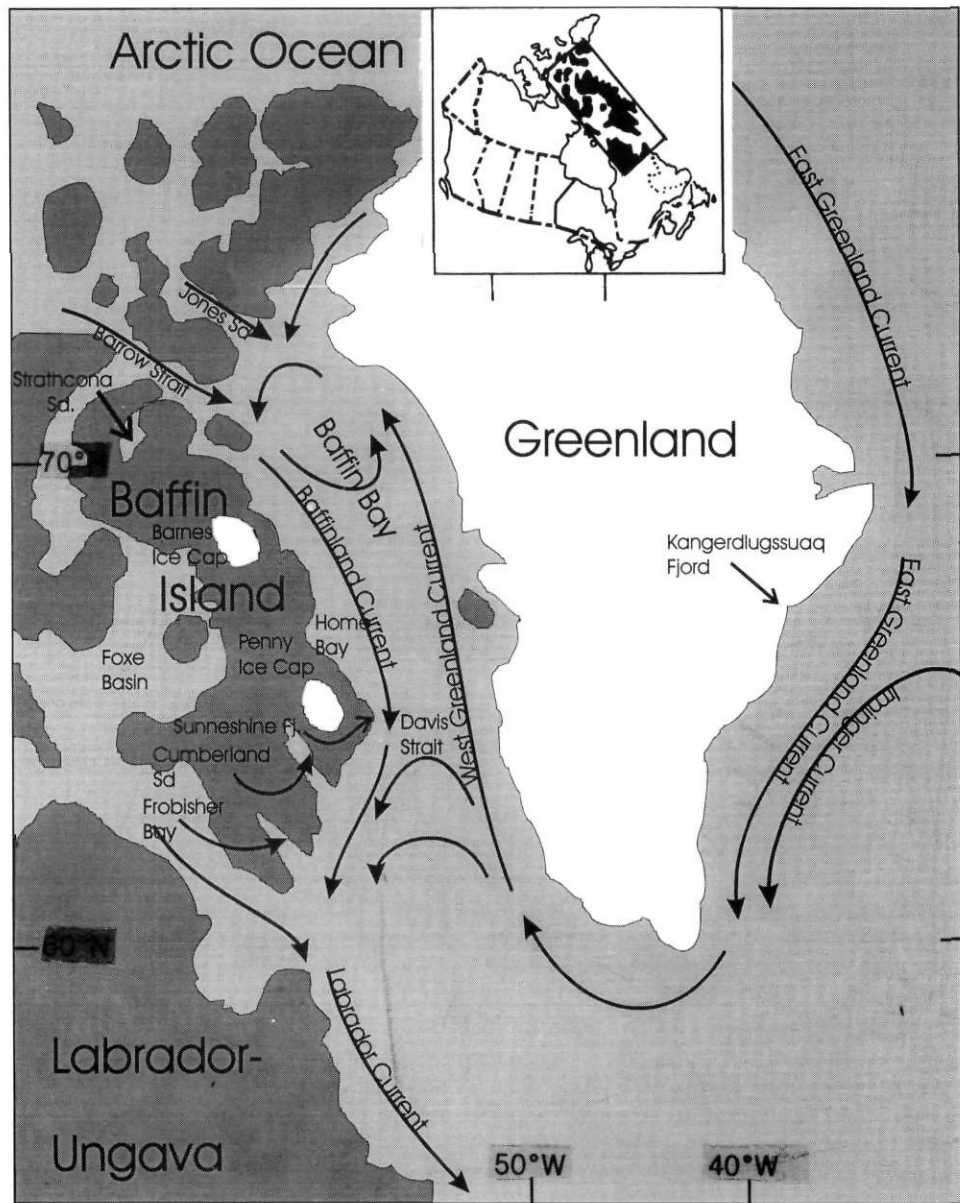 Arctic Ocean
East Greenland Current
Jones Sd
Barrow Strait
Strathcona
Sd.
70°
Baffin
Barnes
Ice Cap
Island
Baffin Bay
Baffinland Current
Greenland
Kangerdlugssuaq
Fjord
Home
Bay
Penny
Ice Cap
Foxe
Basin
West Greenland Current
East Greenland Current
Irminger Current
Sunneshine Fj.
Davis
Strait
Cumberland
Sd
Frobisher
Bay
60°N
Labrador Current
Labrador-
Ungava
50°W
40°W